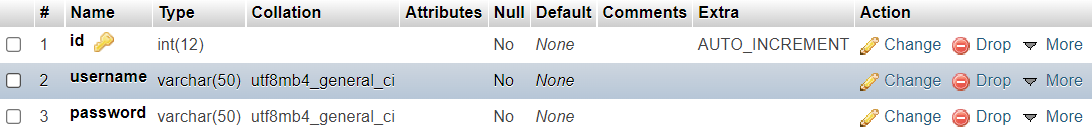 # Name Type Collation Attributes Null Default Comments Extra Action
1 id int(12) No None AUTO_INCREMENT Change Drop More
2 username varchar(50) utf8mb4_general_ci No None Change Drop More
3 password varchar(50) utf8mb4_general_ci No None Change Drop More